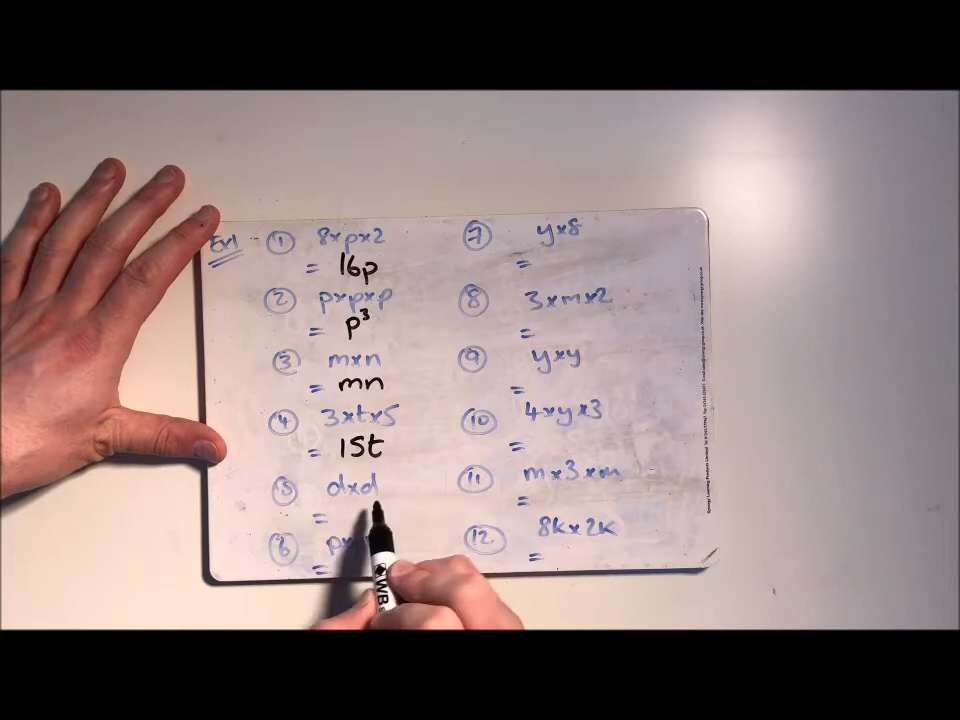 Ex1
① 8×p×2
= 16p
② p×p×p
= p³
③ m×n
= mn
④ 3×t×5
= 15t
⑤ d×d
=
⑥ p×
=
⑦ y×8
=
⑧ 3×m×2
=
⑨ y×y
=
⑩ 4×y×3
=
⑪ m×3×m
=
⑫ 8k×2k
=
WB